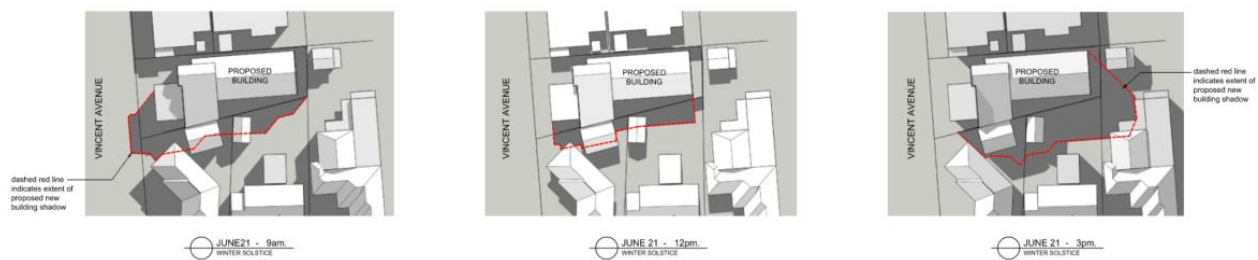 PROPOSED
BUILDING
VINCENT AVENUE
dashed red line
indicates extent of
proposed new
building shadow
JUNE21 - 9am.
WINTER SOLSTICE
PROPOSED
BUILDING
VINCENT AVENUE
JUNE 21 - 12pm.
WINTER SOLSTICE
PROPOSED
BUILDING
VINCENT AVENUE
dashed red line
indicates extent of
proposed new
building shadow
JUNE 21 - 3pm.
WINTER SOLSTICE